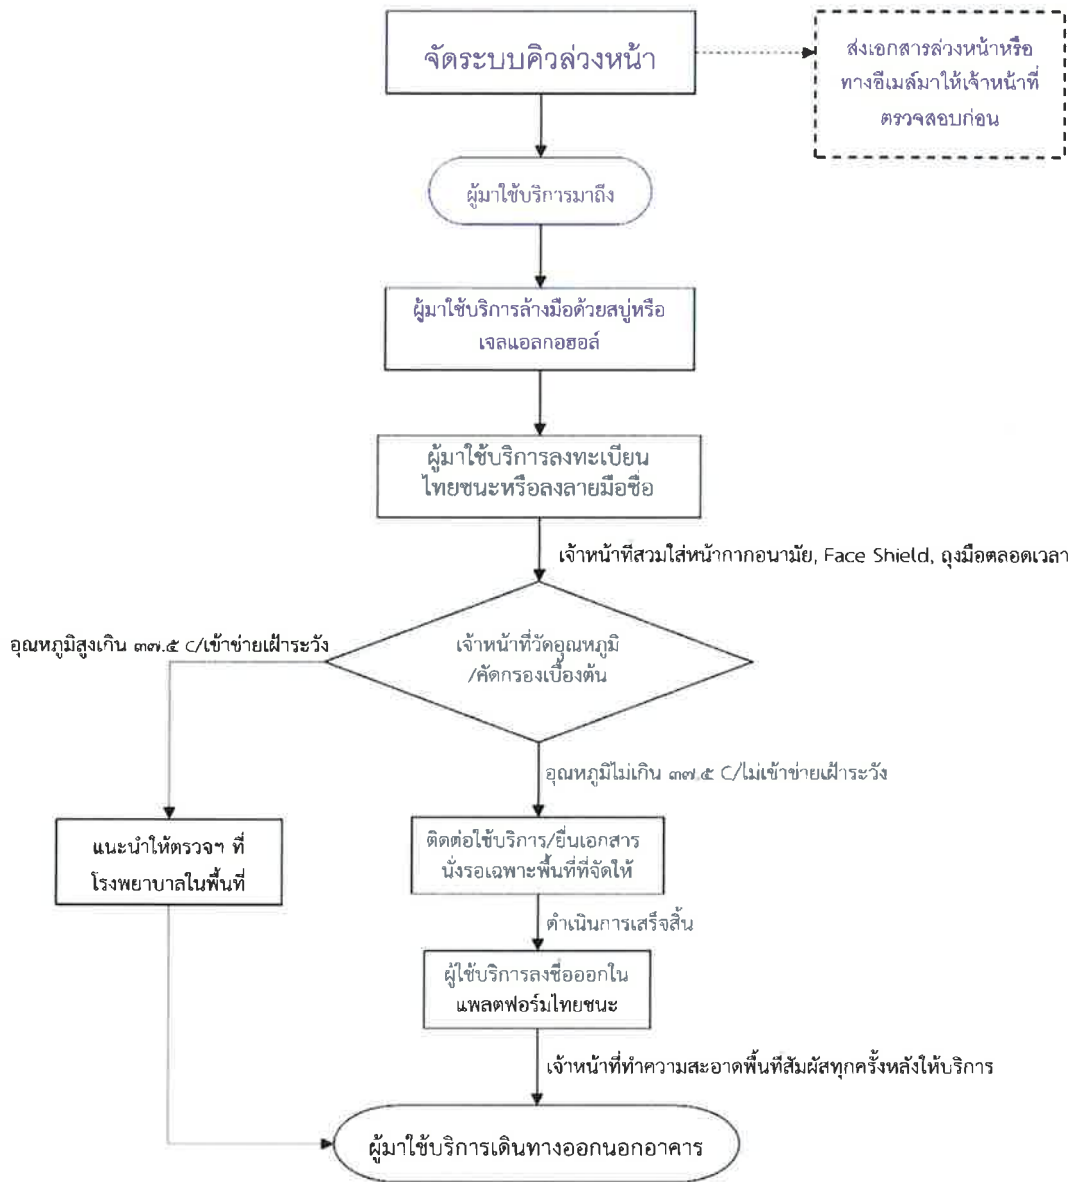 จัดระบบคิวล่วงหน้า
ส่งเอกสารล่วงหน้าหรือ
ทางอีเมล์มาให้เจ้าหน้าที่
ตรวจสอบก่อน
ผู้มาใช้บริการมาถึง
ผู้มาใช้บริการล้างมือด้วยสบู่หรือ
เจลแอลกอฮอล์
ผู้มาใช้บริการลงทะเบียน
ไทยชนะหรือลงลายมือชื่อ
เจ้าหน้าที่สวมใส่หน้ากากอนามัย, Face Shield, ถุงมือตลอดเวลา
อุณหภูมิสูงเกิน ๓๗.๕ C/เข้าข่ายเฝ้าระวัง
เจ้าหน้าที่วัดอุณหภูมิ
/คัดกรองเบื้องต้น
อุณหภูมิไม่เกิน ๓๗.๕ C/ไม่เข้าข่ายเฝ้าระวัง
แนะนำให้ตรวจฯ ที่
โรงพยาบาลในพื้นที่
ติดต่อใช้บริการ/ยื่นเอกสาร
นั่งรอเฉพาะพื้นที่ที่จัดให้
ดำเนินการเสร็จสิ้น
ผู้ใช้บริการลงชื่อออกใน
แพลตฟอร์มไทยชนะ
เจ้าหน้าที่ทำความสะอาดพื้นที่สัมผัสทุกครั้งหลังให้บริการ
ผู้มาใช้บริการเดินทางออกนอกอาคาร